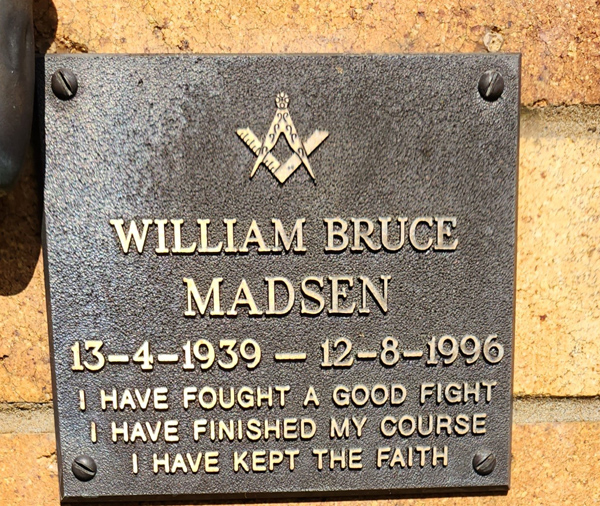 WILLIAM BRUCE
MADSEN
13-4-1939 — 12-8-1996
I HAVE FOUGHT A GOOD FIGHT
I HAVE FINISHED MY COURSE
I HAVE KEPT THE FAITH